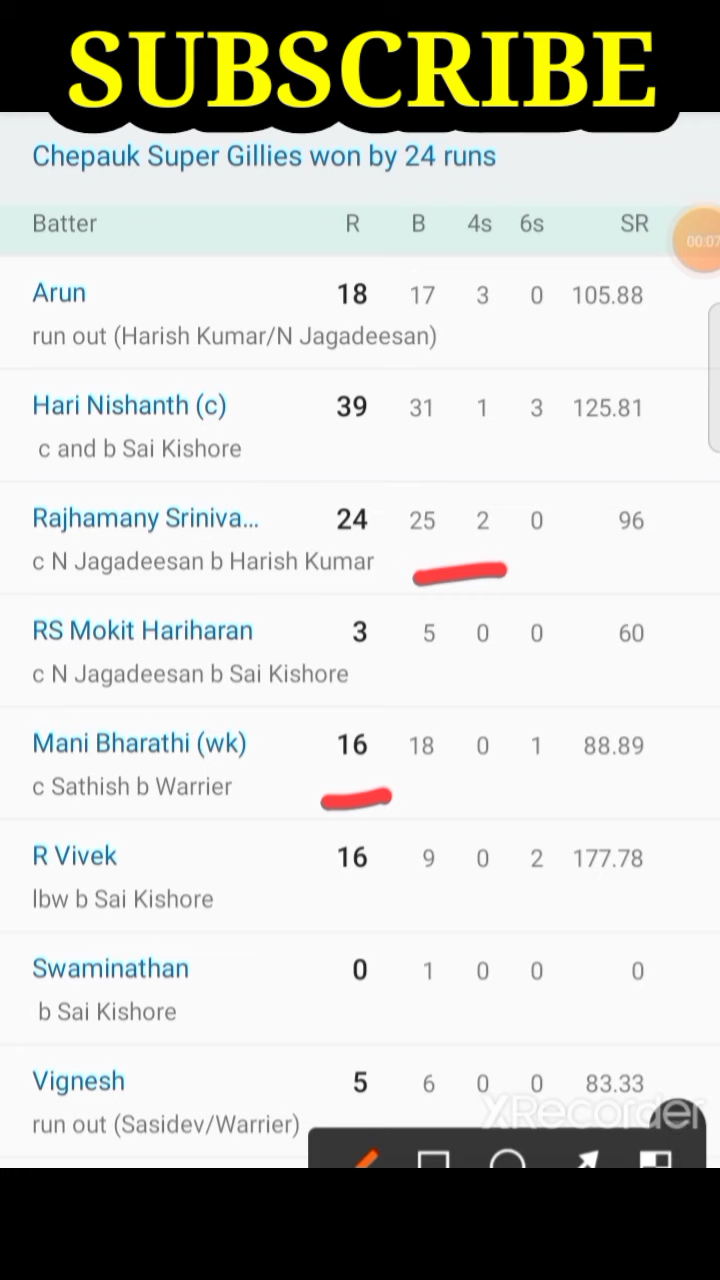 SUBSCRIBE
Chepauk Super Gillies won by 24 runs
Batter R B 4s 6s SR
00:07
Arun 18 17 3 0 105.88
run out (Harish Kumar/N Jagadeesan)
Hari Nishanth (c) 39 31 1 3 125.81
c and b Sai Kishore
Rajhamany Sriniva... 24 25 2 0 96
c N Jagadeesan b Harish Kumar
RS Mokit Hariharan 3 5 0 0 60
c N Jagadeesan b Sai Kishore
Mani Bharathi (wk) 16 18 0 1 88.89
c Sathish b Warrier
R Vivek 16 9 0 2 177.78
lbw b Sai Kishore
Swaminathan 0 1 0 0 0
b Sai Kishore
Vignesh 5 6 0 0 83.33
XRecorder
run out (Sasidev/Warrier)